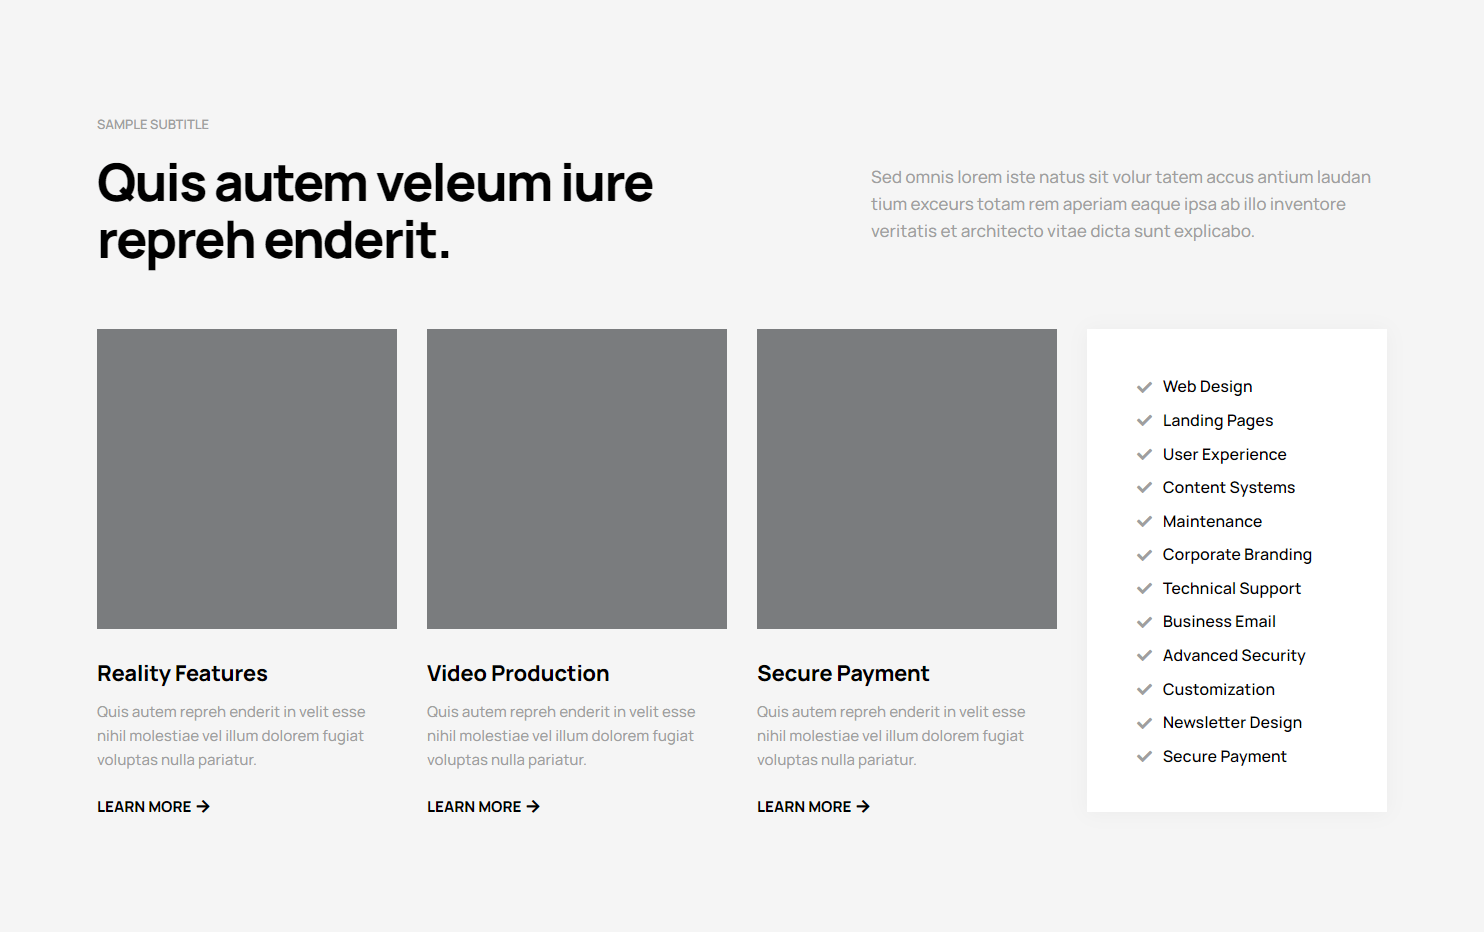 SAMPLE SUBTITLE
Quis autem veleum iure
repreh enderit.
Sed omnis lorem iste natus sit volur tatem accus antium laudan
tium exceurs totam rem aperiam eaque ipsa ab illo inventore
veritatis et architecto vitae dicta sunt explicabo.
Reality Features
Quis autem repreh enderit in velit esse
nihil molestiae vel illum dolorem fugiat
voluptas nulla pariatur.
LEARN MORE
Video Production
Quis autem repreh enderit in velit esse
nihil molestiae vel illum dolorem fugiat
voluptas nulla pariatur.
LEARN MORE
Secure Payment
Quis autem repreh enderit in velit esse
nihil molestiae vel illum dolorem fugiat
voluptas nulla pariatur.
LEARN MORE
Web Design
Landing Pages
User Experience
Content Systems
Maintenance
Corporate Branding
Technical Support
Business Email
Advanced Security
Customization
Newsletter Design
Secure Payment